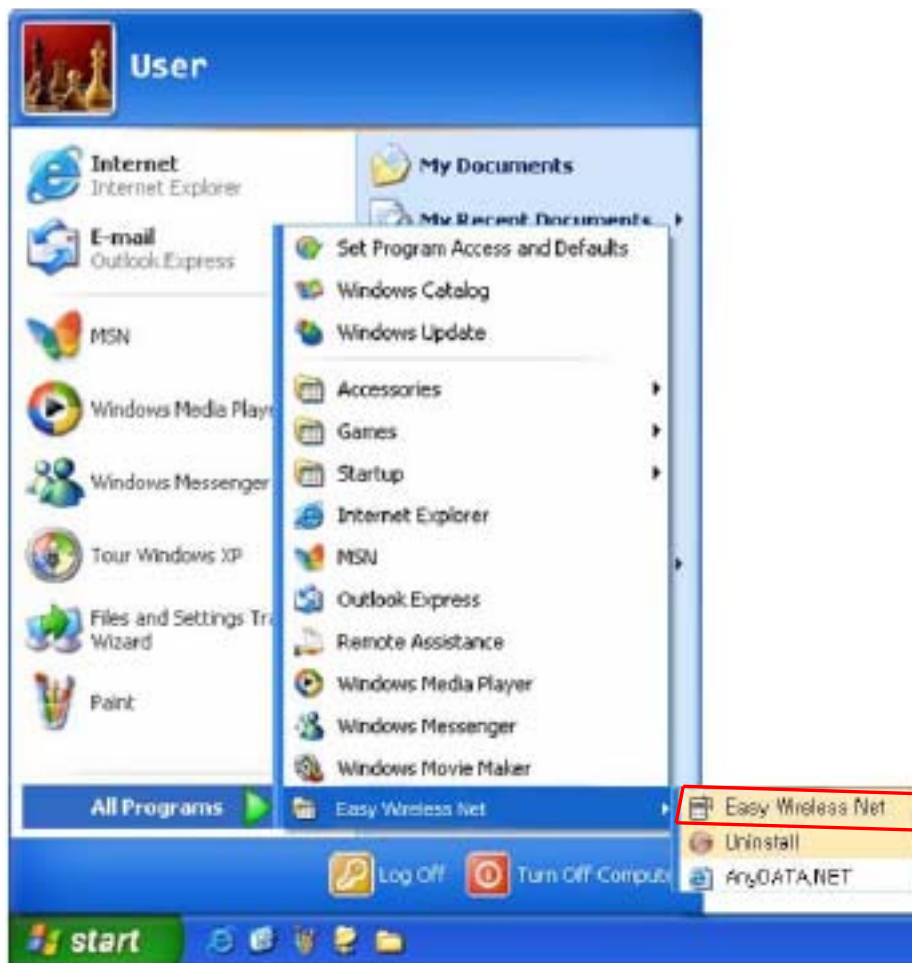 User
Internet
Internet Explorer
E-mail
Outlook Express
MSN
Windows Media Playe
Windows Messenger
Tour Windows XP
Files and Settings Tra
Wizard
Paint
All Programs
My Documents
My Recent Documents
Set Program Access and Defaults
Windows Catalog
Windows Update
Accessories
Games
Startup
Internet Explorer
MSN
Outlook Express
Remote Assistance
Windows Media Player
Windows Messenger
Windows Movie Maker
Easy Wireless Net
Easy Wireless Net
Uninstall
AnyDATA.NET
Log Off
Turn Off Compute
start